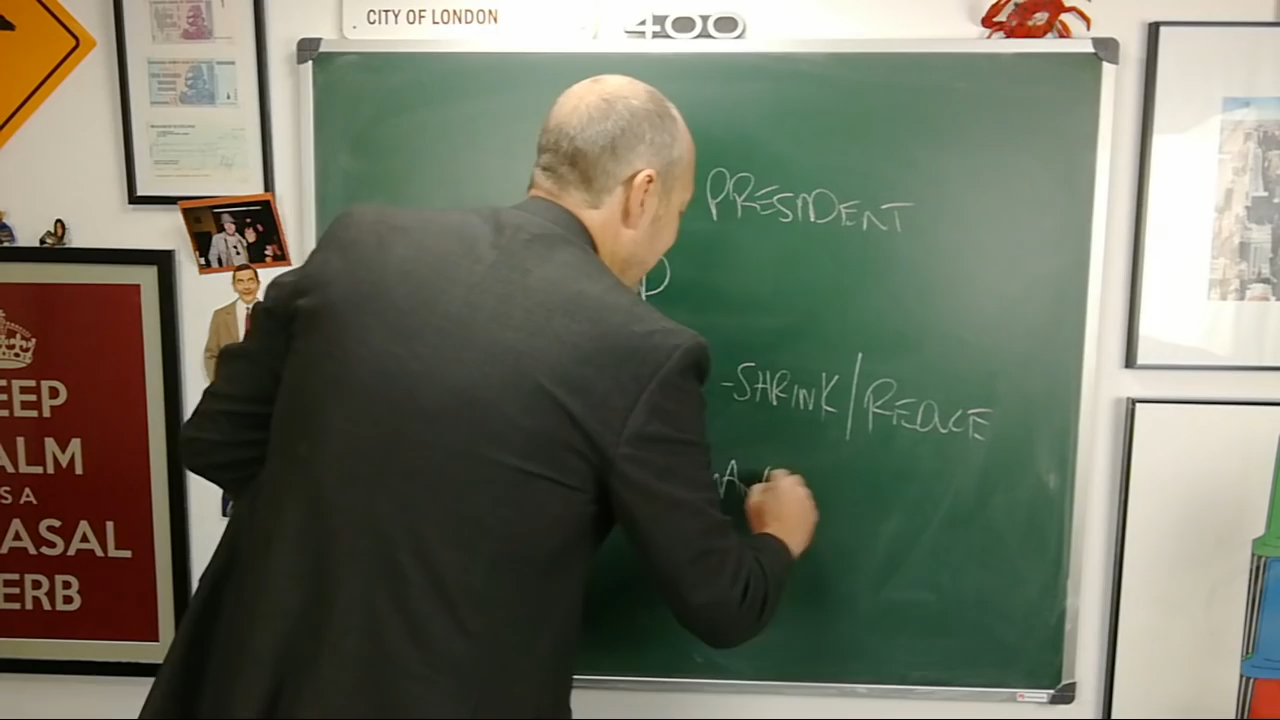 CITY OF LONDON
400
PRESIDENT
P
-SHRINK/REDUCE
EEP
ALM
S A
ASAL
ERB